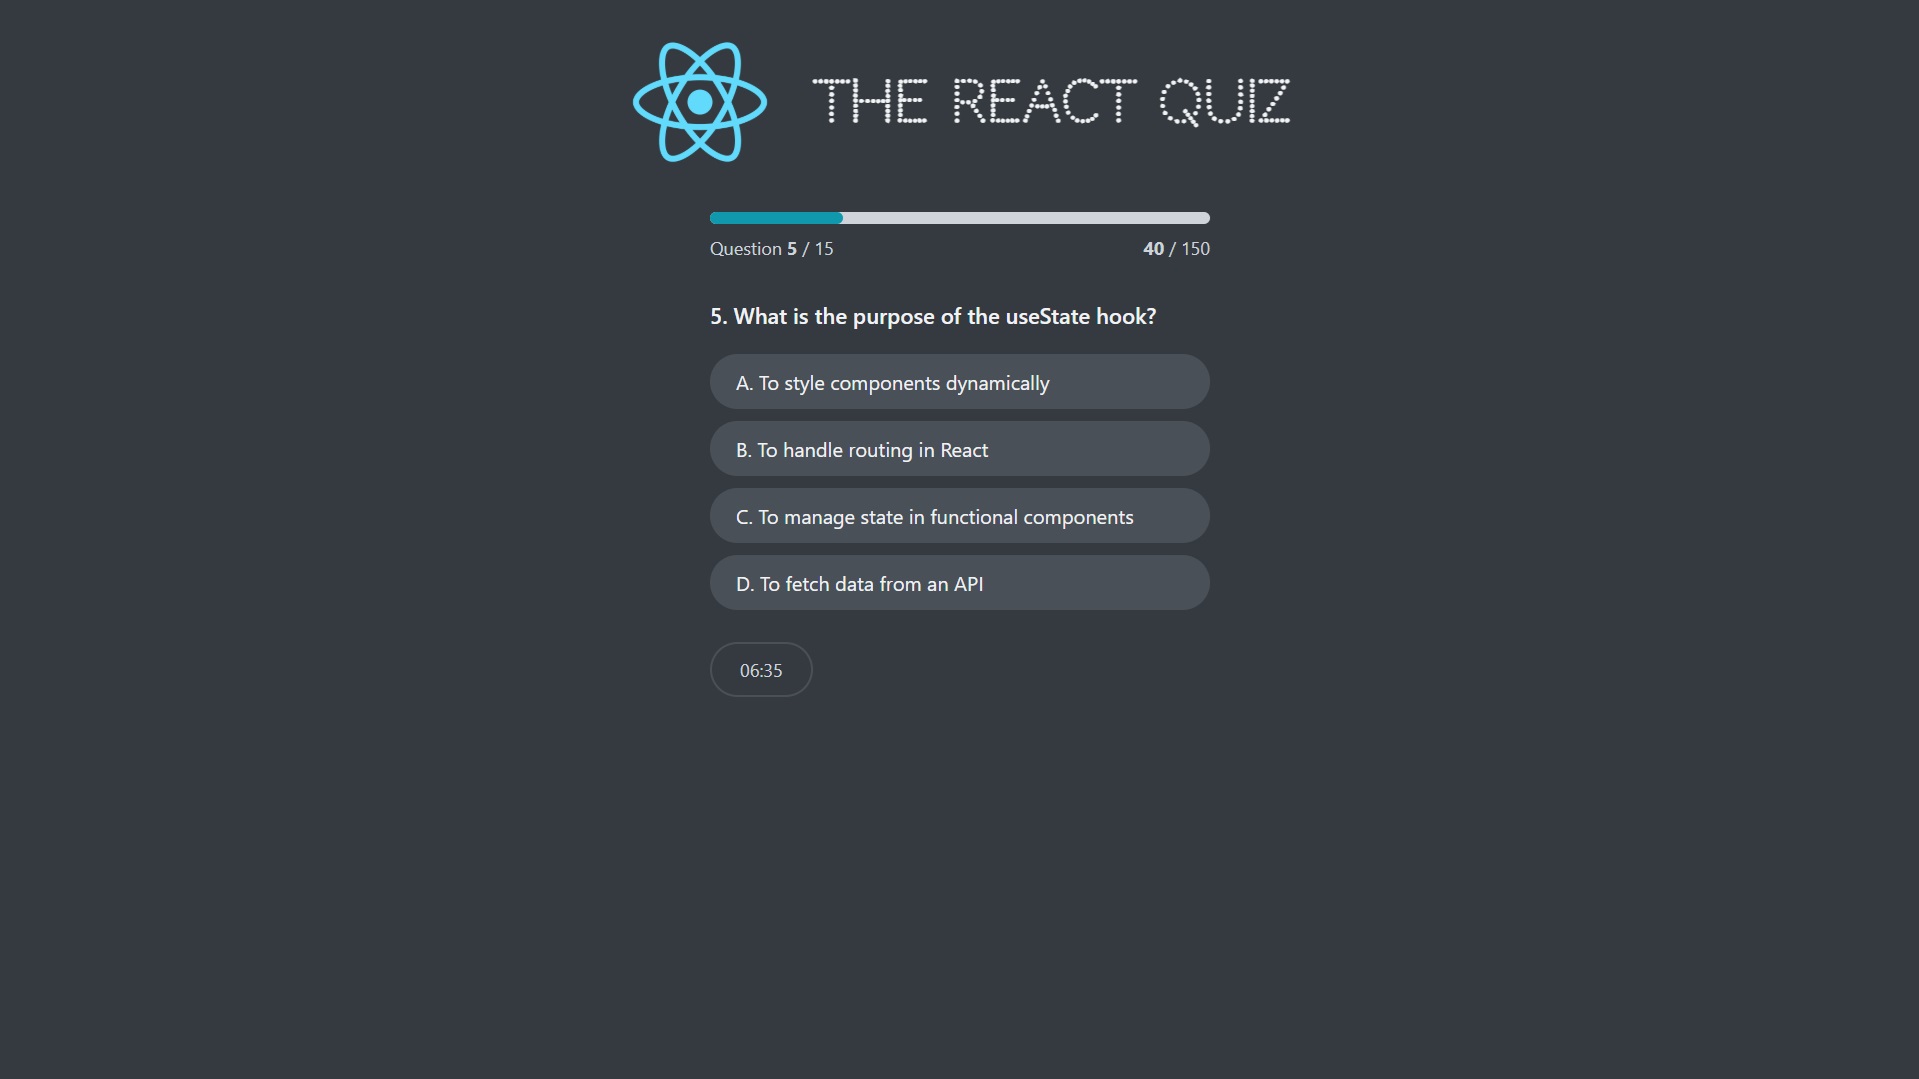 THE REACT QUIZ
Question 5 / 15
40 / 150
5. What is the purpose of the useState hook?
A. To style components dynamically
B. To handle routing in React
C. To manage state in functional components
D. To fetch data from an API
06:35